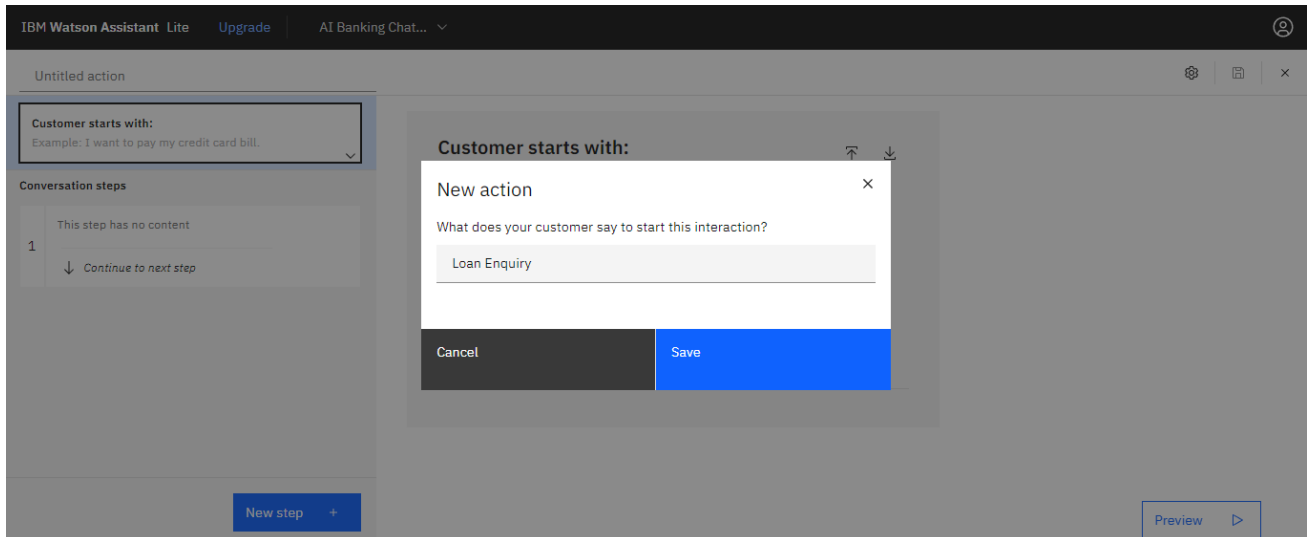 IBM Watson Assistant Lite Upgrade AI Banking Chat...
Untitled action
Customer starts with:
Example: I want to pay my credit card bill.
Conversation steps
1
This step has no content
Continue to next step
New step +
Customer starts with:
New action
What does your customer say to start this interaction?
Loan Enquiry
Cancel Save
Preview